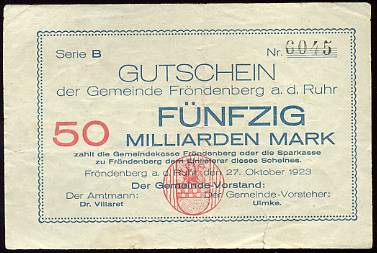 Serie B Nr. 6045
GUTSCHEIN
der Gemeinde Fröndenberg a. d. Ruhr
50 FÜNFZIG
MILLIARDEN MARK
zahlt die Gemeindekasse Fröndenberg oder die Sparkasse
zu Fröndenberg dem Einlieferer dieses Scheines.
Fröndenberg a. d. Ruhr, den 27. Oktober 1923
Der Gemeinde-Vorstand:
Der Amtmann: Der Gemeinde-Vorsteher:
Dr. Villaret Ulmke.